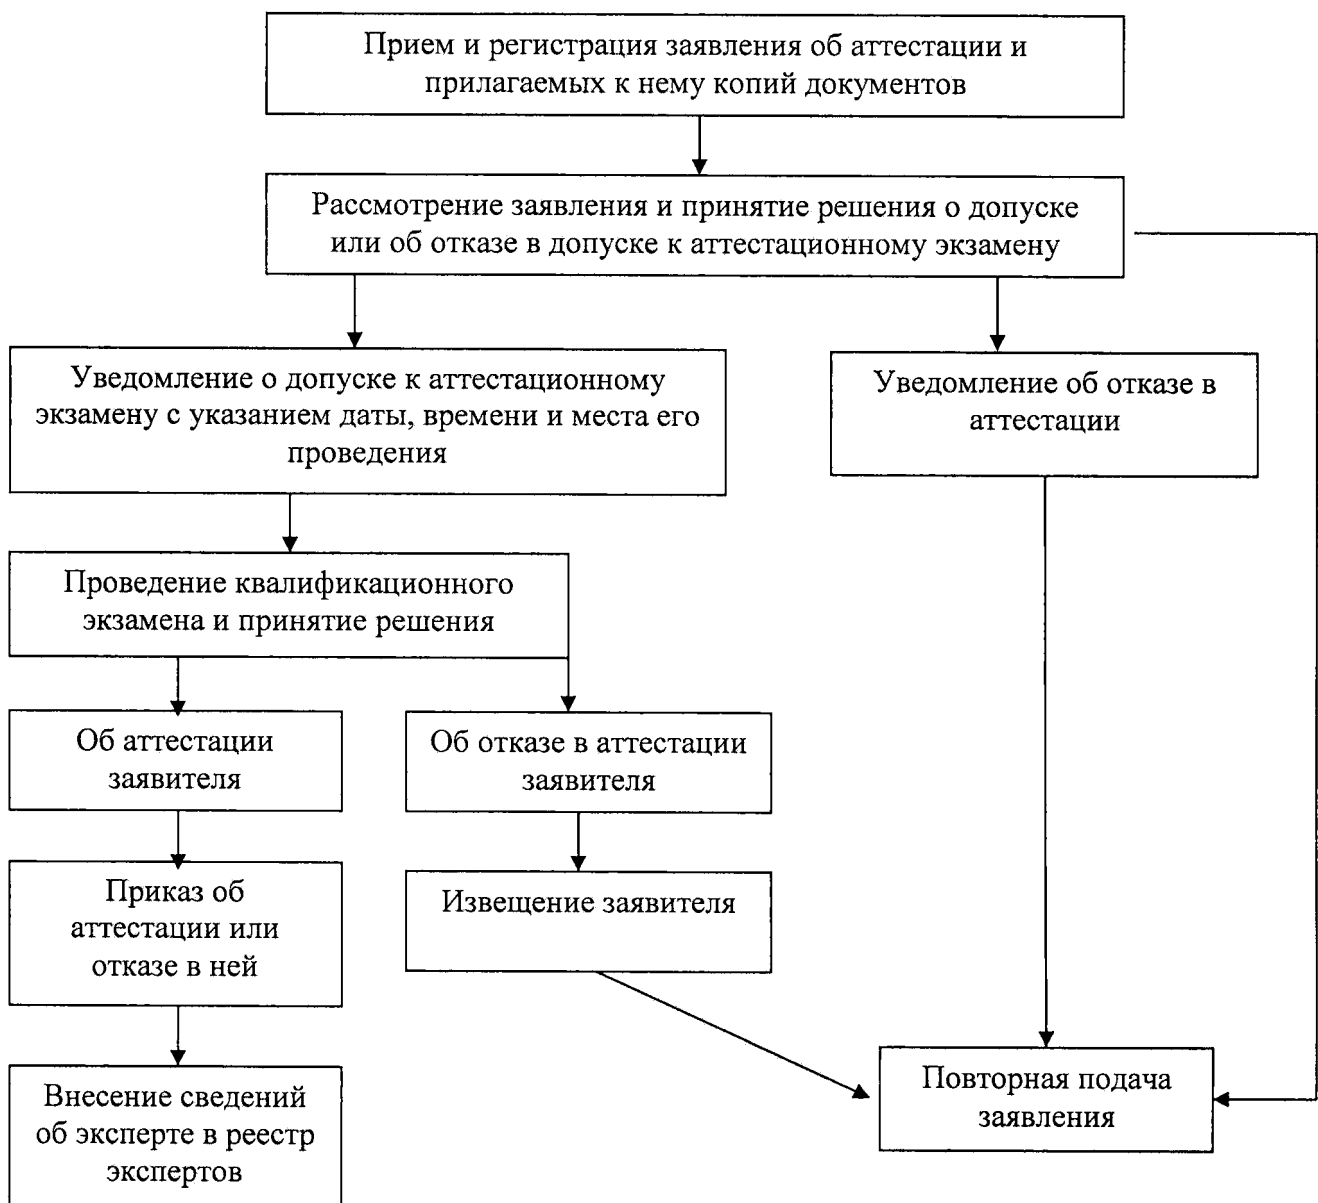 Прием и регистрация заявления об аттестации и
прилагаемых к нему копий документов
Рассмотрение заявления и принятие решения о допуске
или об отказе в допуске к аттестационному экзамену
Уведомление о допуске к аттестационному
экзамену с указанием даты, времени и места его
проведения
Уведомление об отказе в
аттестации
Проведение квалификационного
экзамена и принятие решения
Об аттестации
заявителя
Об отказе в аттестации
заявителя
Приказ об
аттестации или
отказе в ней
Извещение заявителя
Внесение сведений
об эксперте в реестр
экспертов
Повторная подача
заявления